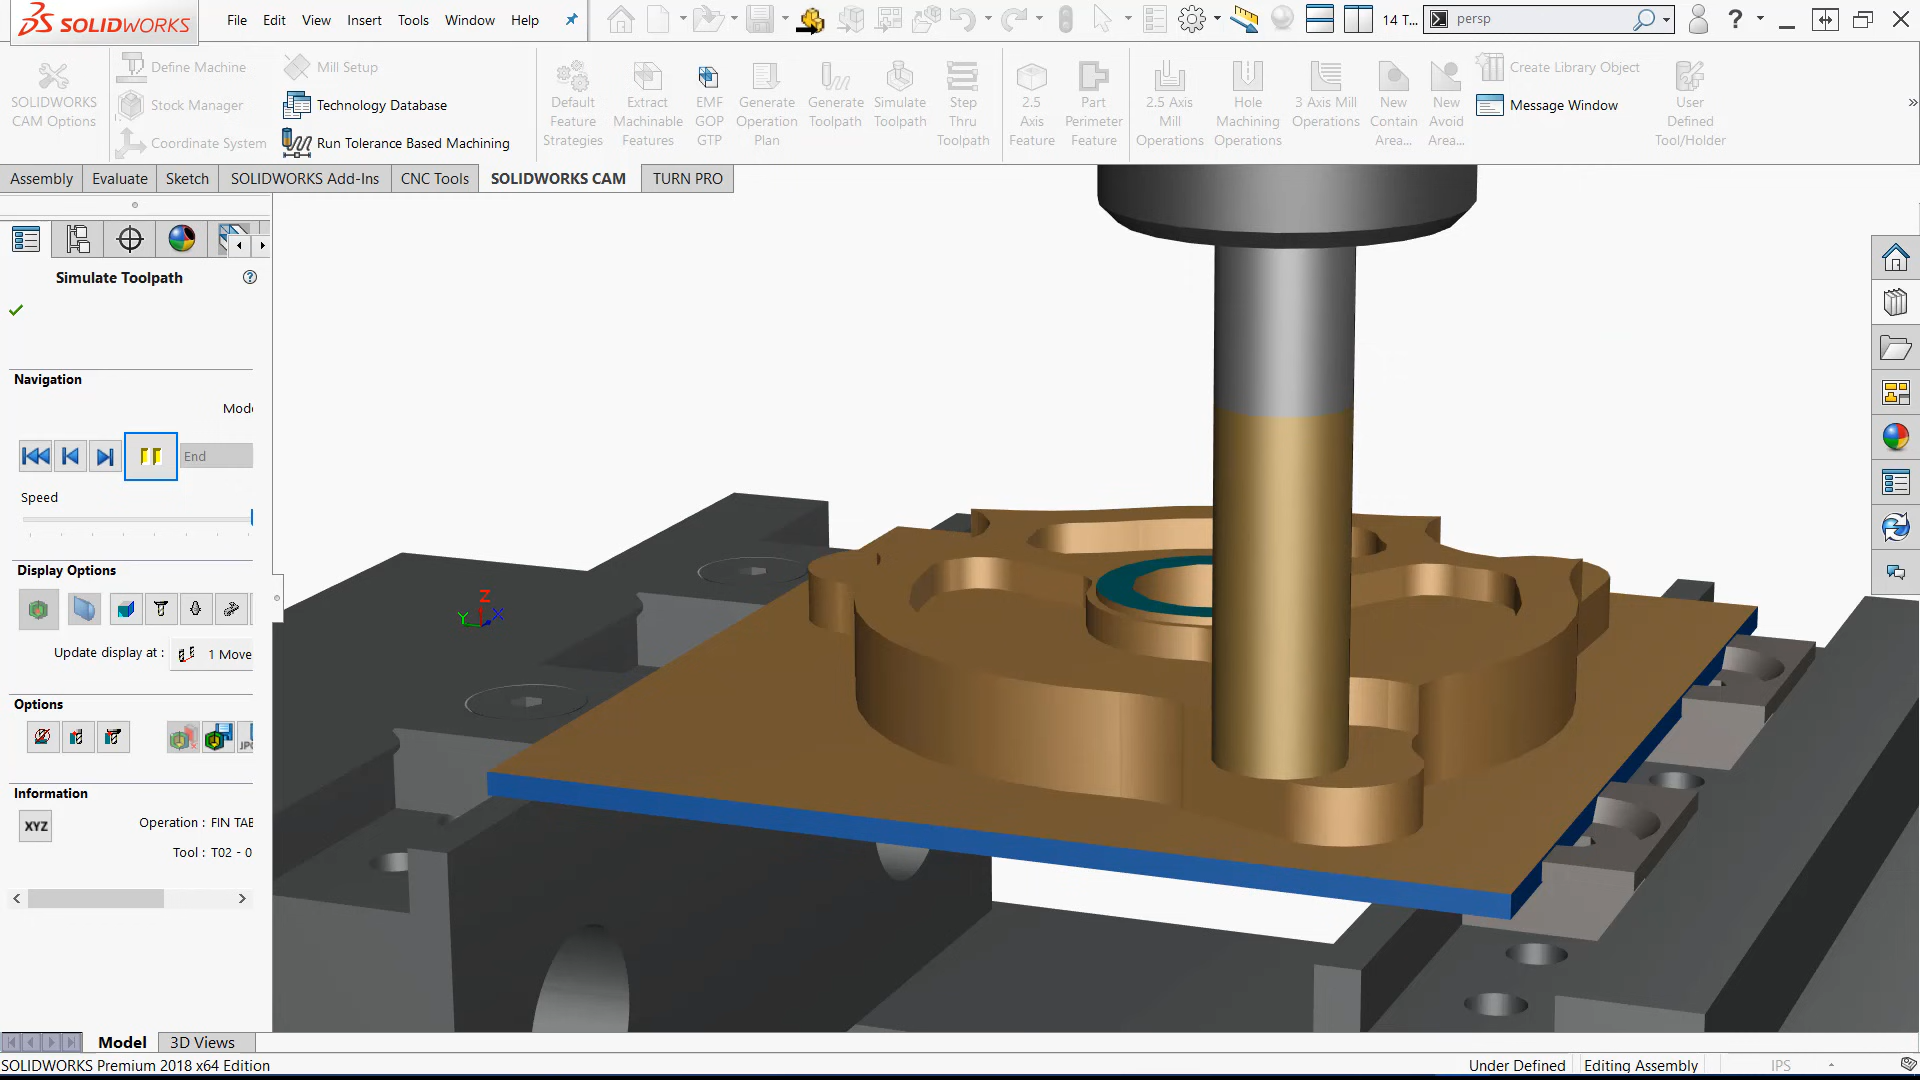 SOLIDWORKS
File Edit View Insert Tools Window Help
14 T...
persp
?
SOLIDWORKS
CAM Options
Define Machine
Stock Manager
Coordinate System
Mill Setup
Technology Database
Run Tolerance Based Machining
Default
Feature
Strategies
Extract
Machinable
Features
EMF
GOP
GTP
Generate
Operation
Plan
Generate
Toolpath
Simulate
Toolpath
Step
Thru
Toolpath
2.5
Axis
Feature
Part
Perimeter
Feature
2.5 Axis
Mill
Operations
Hole
Machining
Operations
3 Axis Mill
Operations
New
Contain
Area...
New
Avoid
Area...
Create Library Object
Message Window
User
Defined
Tool/Holder
Assembly
Evaluate
Sketch
SOLIDWORKS Add-Ins
CNC Tools
SOLIDWORKS CAM
TURN PRO
Simulate Toolpath
Navigation
Mode
End
Speed
Display Options
Update display at :
1 Move
Options
JPG
Information
XYZ
Operation : FIN TAB
Tool : T02 - 0
Z
Y
X
Model
3D Views
SOLIDWORKS Premium 2018 x64 Edition
Under Defined
Editing Assembly
IPS